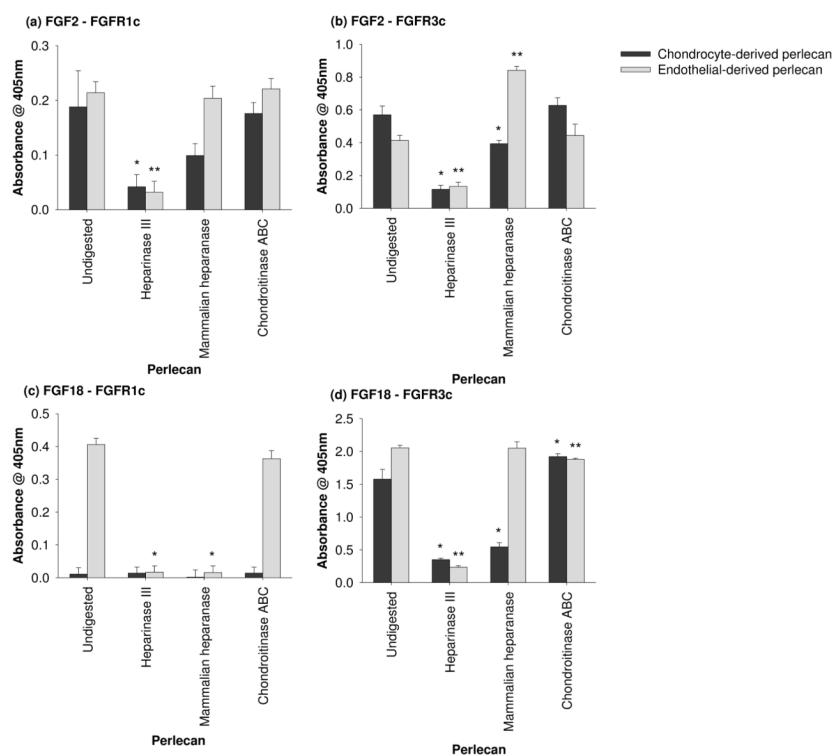 (a) FGF2 - FGFR1c
Absorbance @ 405nm
0.3
0.2
0.1
0.0
*
**
Undigested
Heparinase III
Mammalian heparanase
Chondroitinase ABC
Perlecan
(b) FGF2 - FGFR3c
Absorbance @ 405nm
1.0
0.8
0.6
0.4
0.2
0.0
*
**
*
**
Undigested
Heparinase III
Mammalian heparanase
Chondroitinase ABC
Perlecan
Chondrocyte-derived perlecan
Endothelial-derived perlecan
(c) FGF18 - FGFR1c
Absorbance @ 405nm
0.5
0.4
0.3
0.2
0.1
0.0
*
*
Undigested
Heparinase III
Mammalian heparanase
Chondroitinase ABC
Perlecan
(d) FGF18 - FGFR3c
Absorbance @ 405nm
2.5
2.0
1.5
1.0
0.5
0.0
*
**
*
*
**
Undigested
Heparinase III
Mammalian heparanase
Chondroitinase ABC
Perlecan